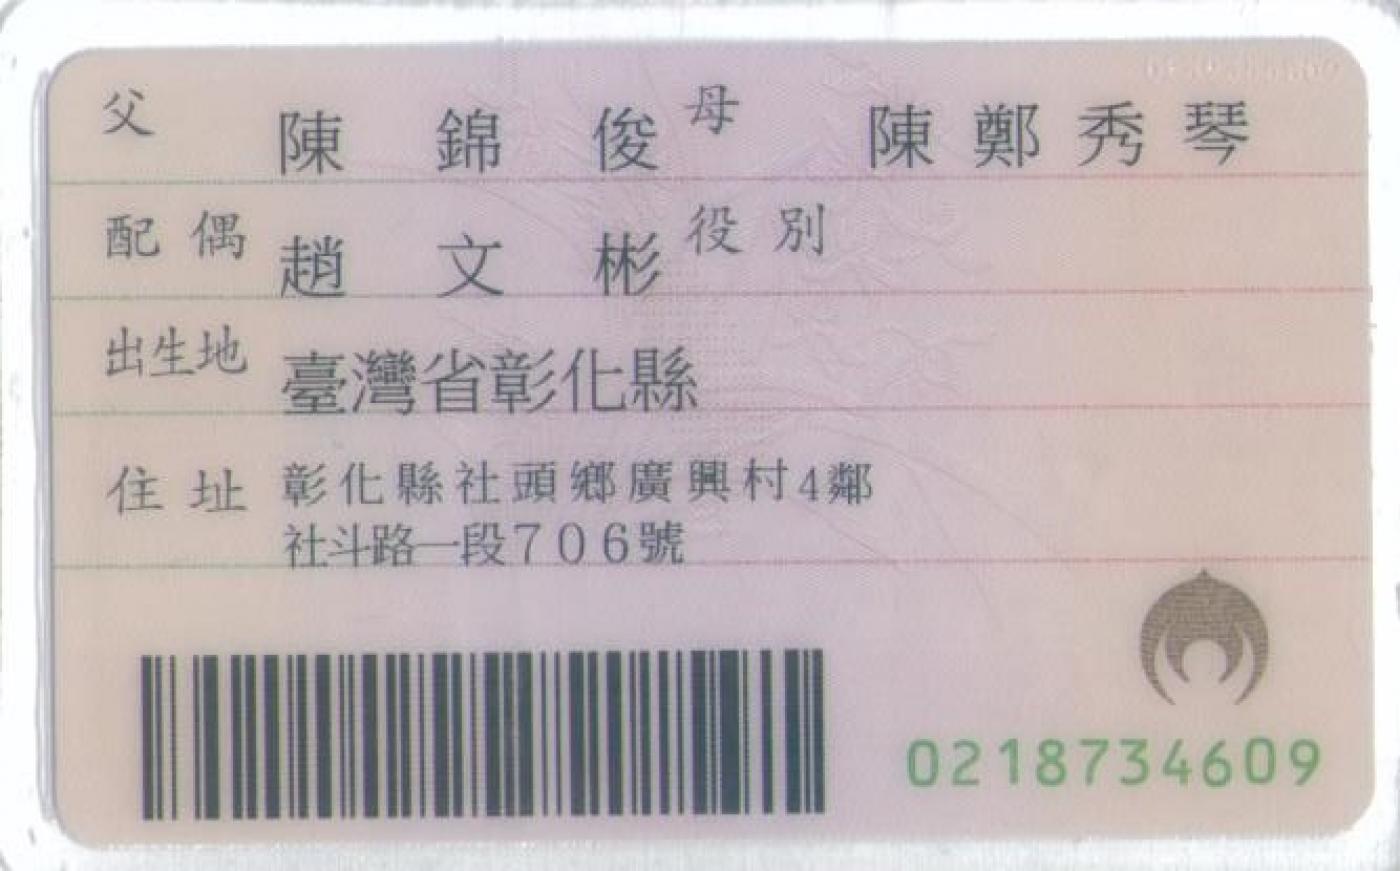 父 陳錦俊 母 陳鄭秀琴
配偶 趙文彬 役別
出生地 臺灣省彰化縣
住址 彰化縣社頭鄉廣興村4鄰
社斗路一段706號
0218734609